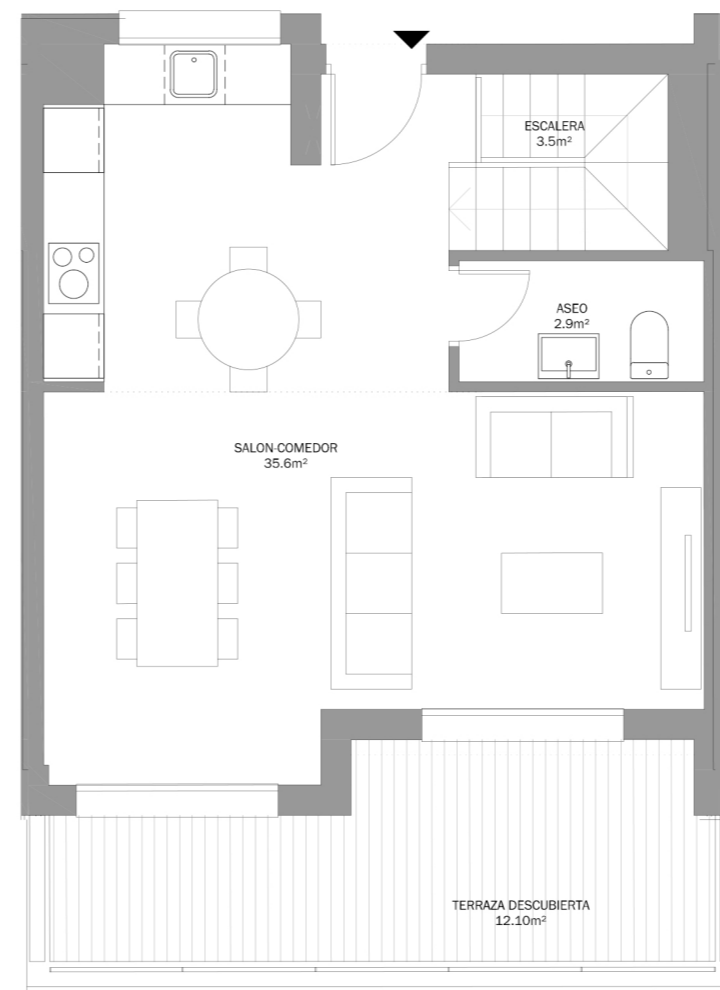 ESCALERA
3.5m²
ASEO
2.9m²
SALON-COMEDOR
35.6m²
TERRAZA DESCUBIERTA
12.10m²